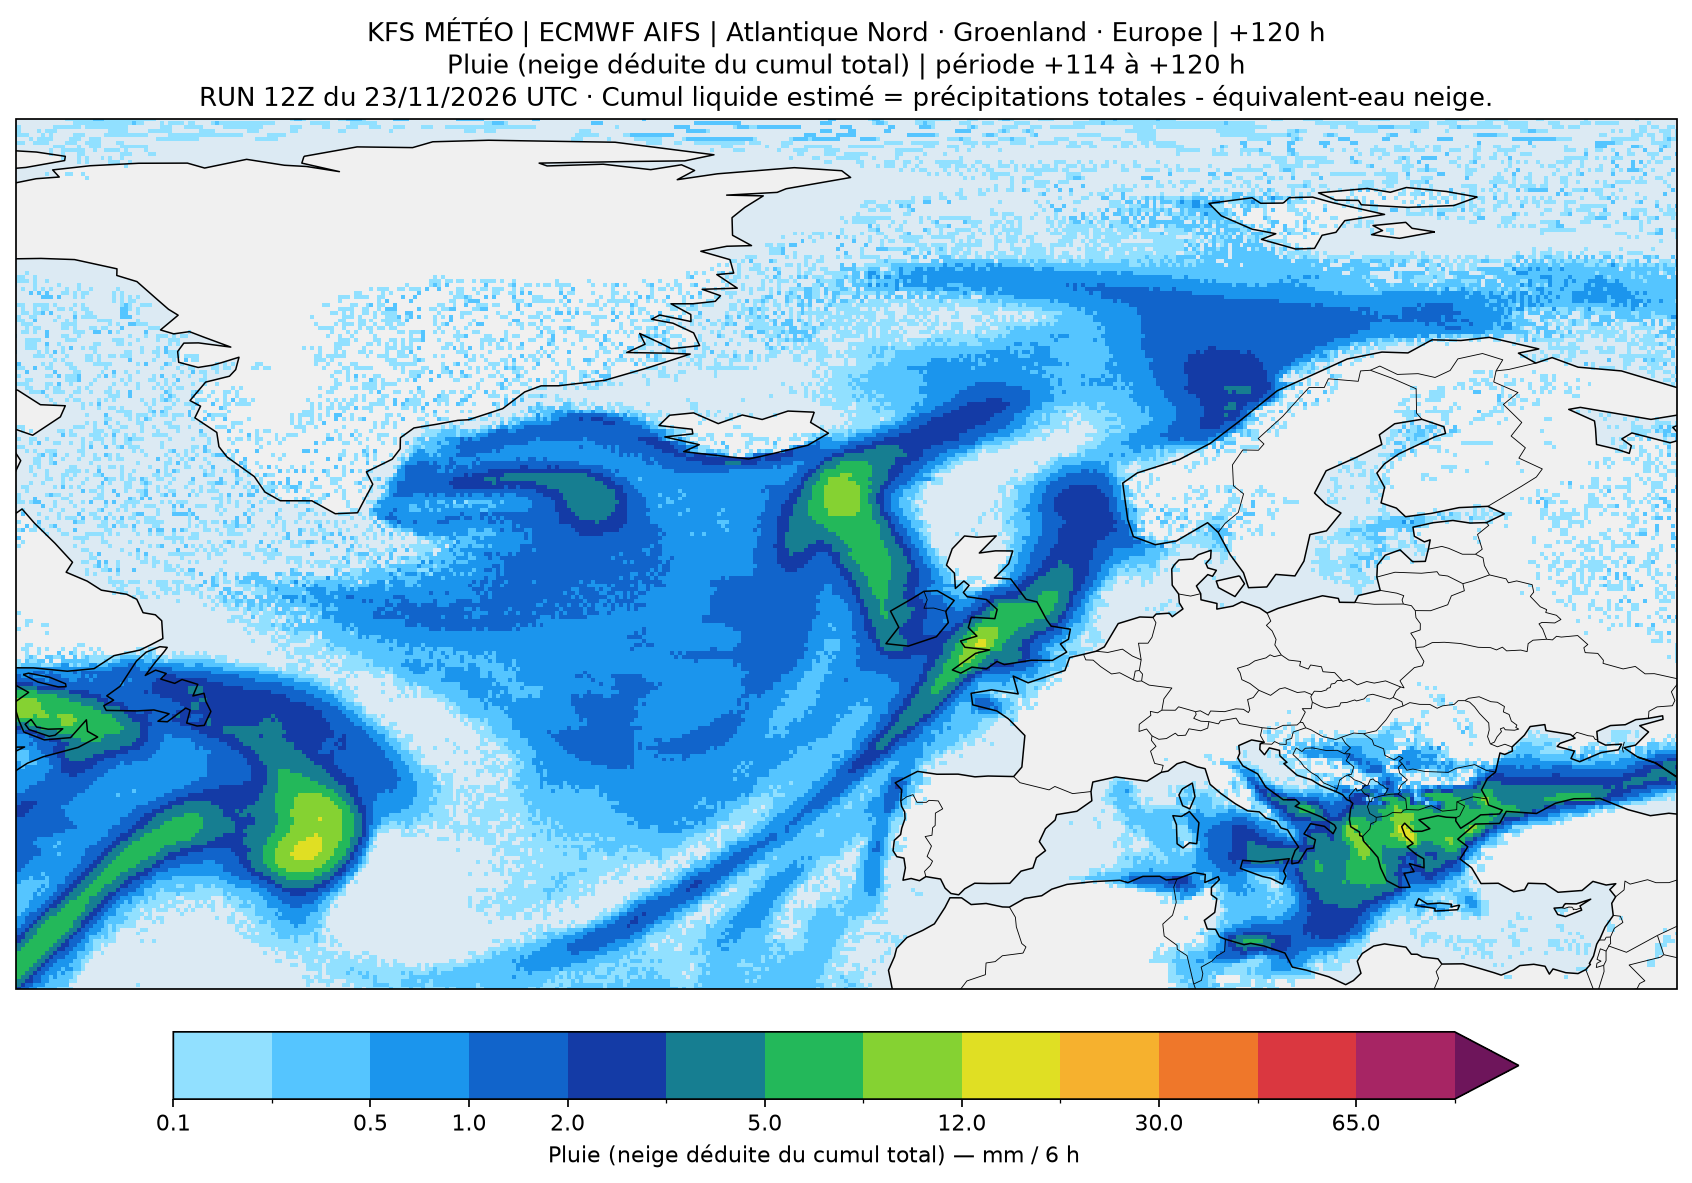 KFS MÉTÉO | ECMWF AIFS | Atlantique Nord · Groenland · Europe | +120 h
Pluie (neige déduite du cumul total) | période +114 à +120 h
RUN 12Z du 23/11/2026 UTC · Cumul liquide estimé = précipitations totales - équivalent-eau neige.
0.1 0.5 1.0 2.0 5.0 12.0 30.0 65.0
Pluie (neige déduite du cumul total) — mm / 6 h